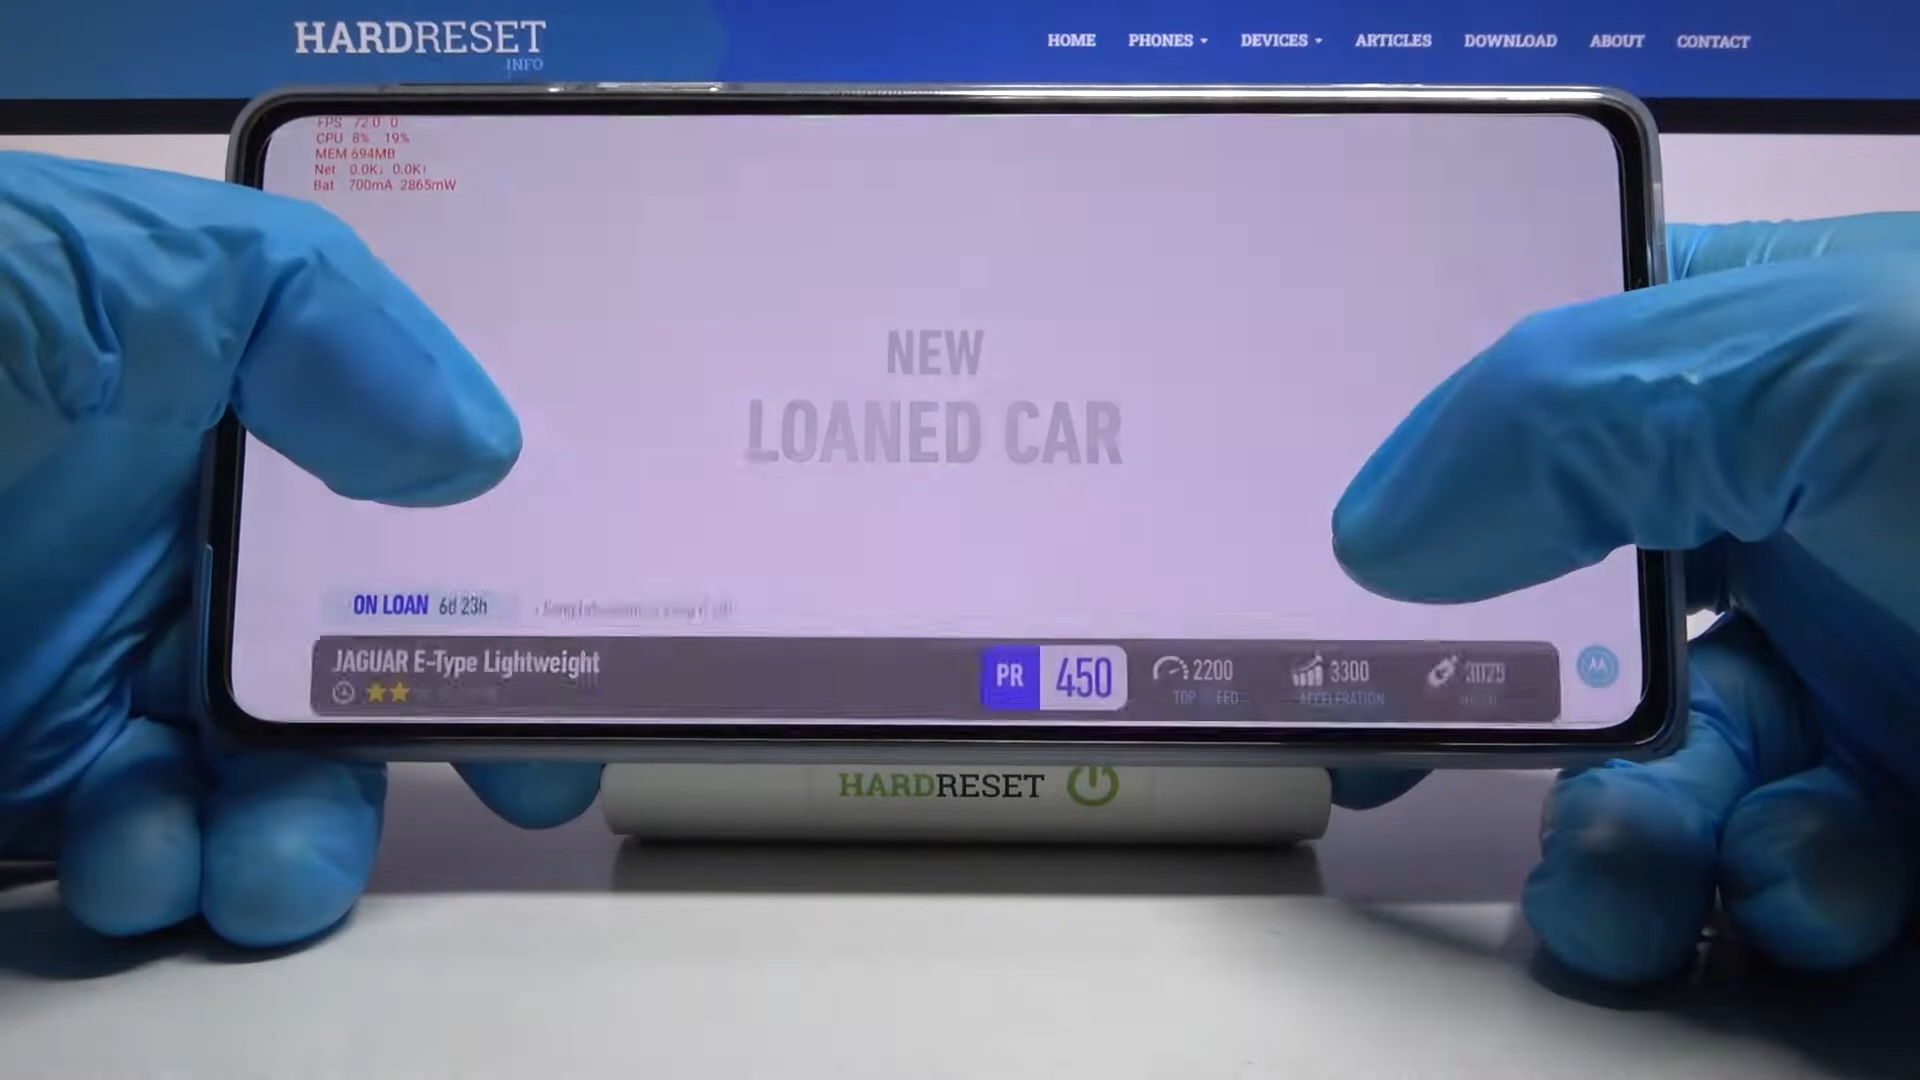 HARDRESET
.INFO
HOME PHONES DEVICES ARTICLES DOWNLOAD ABOUT CONTACT
FPS 72.0 0
CPU 8% 19%
MEM 694MB
Net 0.0K↓ 0.0K↑
Bat 700mA 2865mW
NEW
LOANED CAR
ON LOAN 6d 23h
JAGUAR E-Type Lightweight
PR 450
2200
3300
TOP
ACCELERATION
HARDRESET